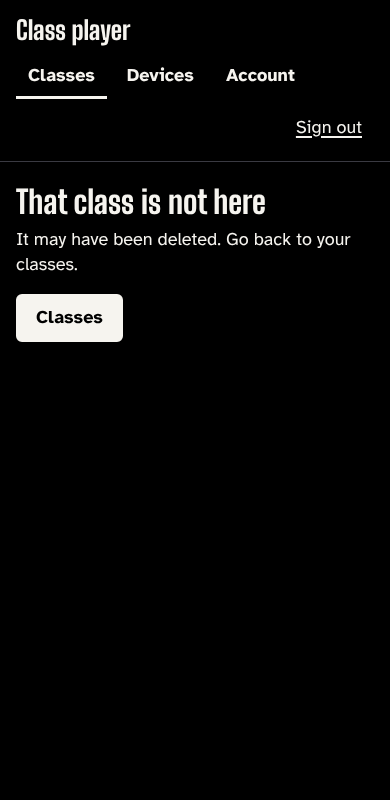 Class player
Classes Devices Account
Sign out
That class is not here
It may have been deleted. Go back to your
classes.
Classes